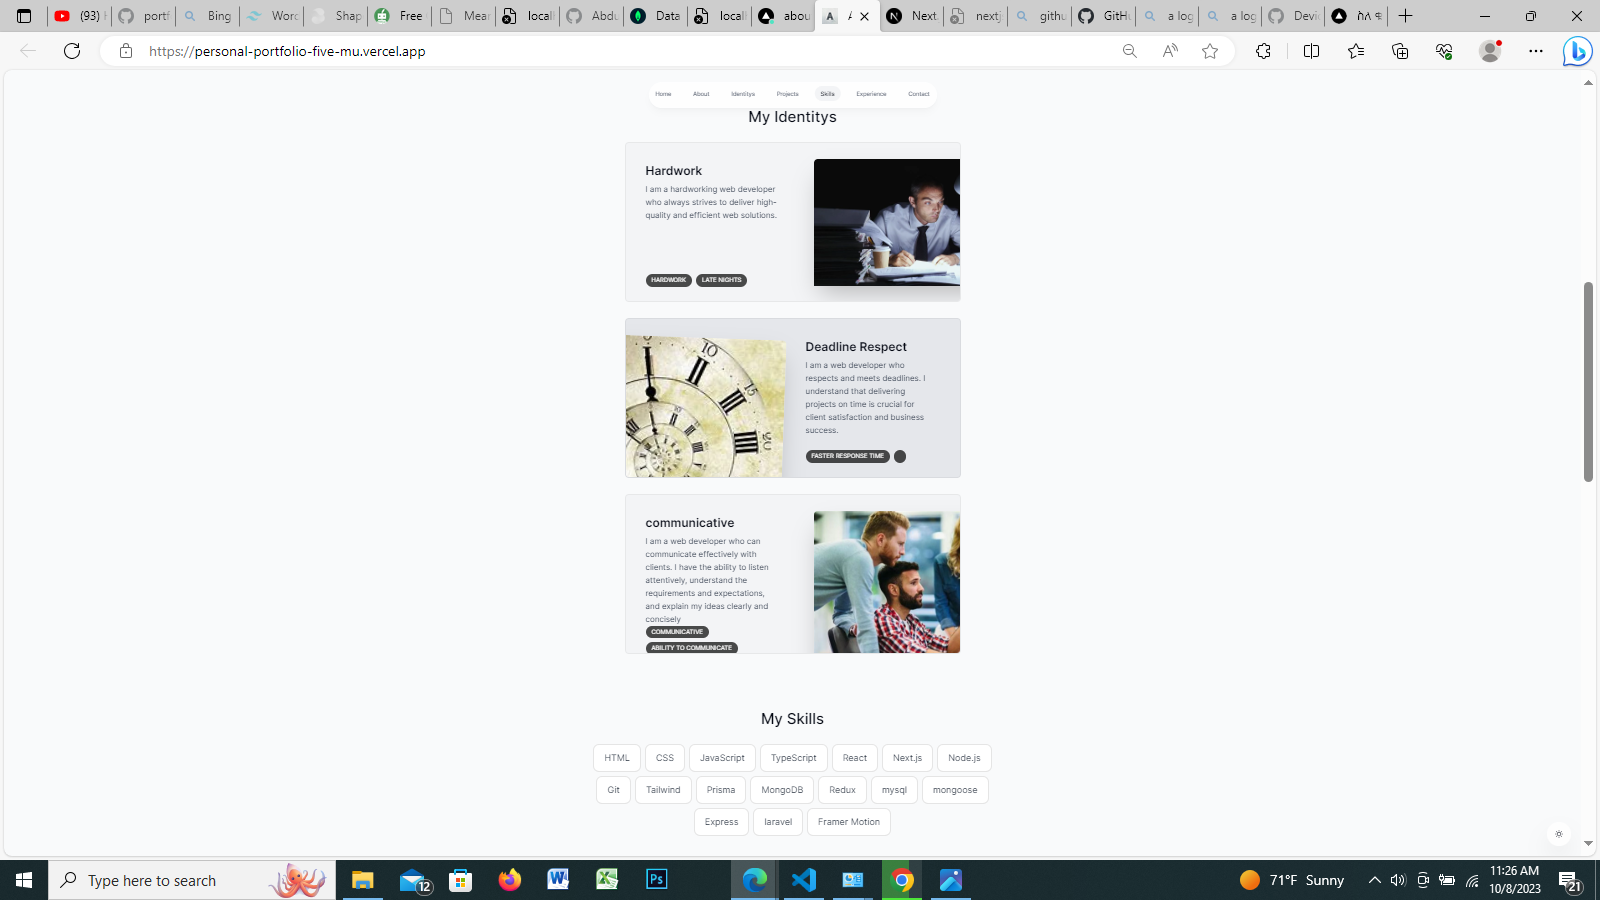 (93)
portf
Bing
Word
Shap
Free
Mean
locall
Abdu
Data
locall
abou
Next.
nextj
githu
GitHu
a log
a log
Devic
https://personal-portfolio-five-mu.vercel.app
Home About Identitys Projects Skills Experience Contact
My Identitys
Hardwork
I am a hardworking web developer
who always strives to deliver high-
quality and efficient web solutions.
HARDWORK LATE NIGHTS
Deadline Respect
I am a web developer who
respects and meets deadlines. I
understand that delivering
projects on time is crucial for
client satisfaction and business
success.
FASTER RESPONSE TIME
communicative
I am a web developer who can
communicate effectively with
clients. I have the ability to listen
attentively, understand the
requirements and expectations,
and explain my ideas clearly and
concisely
COMMUNICATIVE
ABILITY TO COMMUNICATE
My Skills
HTML CSS JavaScript TypeScript React Next.js Node.js
Git Tailwind Prisma MongoDB Redux mysql mongoose
Express laravel Framer Motion
Type here to search
12
71°F Sunny
11:26 AM
10/8/2023
21